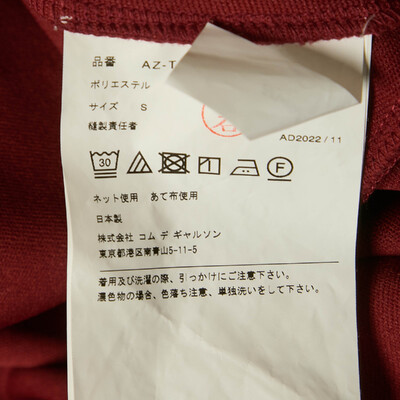 品番 AZ-T
ポリエステル
サイズ S
縫製責任者
AD2022/11
30 1 F
ネット使用 あて布使用
日本製
株式会社 コム デ ギャルソン
東京都港区南青山5-11-5
着用及び洗濯の際、引っかけにご注意下さい。
濃色物の場合、色落ち注意、単独洗いをして下さい。